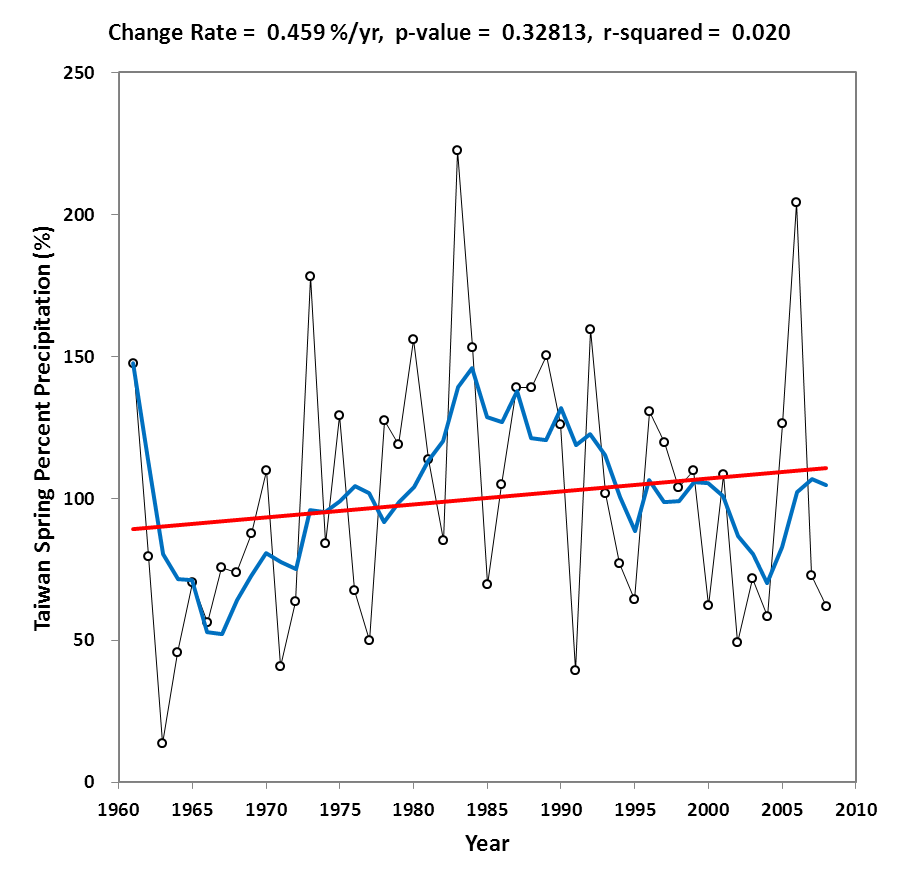 Change Rate = 0.459 %/yr, p-value = 0.32813, r-squared = 0.020
Taiwan Spring Percent Precipitation (%)
250
200
150
100
50
0
1960 1965 1970 1975 1980 1985 1990 1995 2000 2005 2010
Year